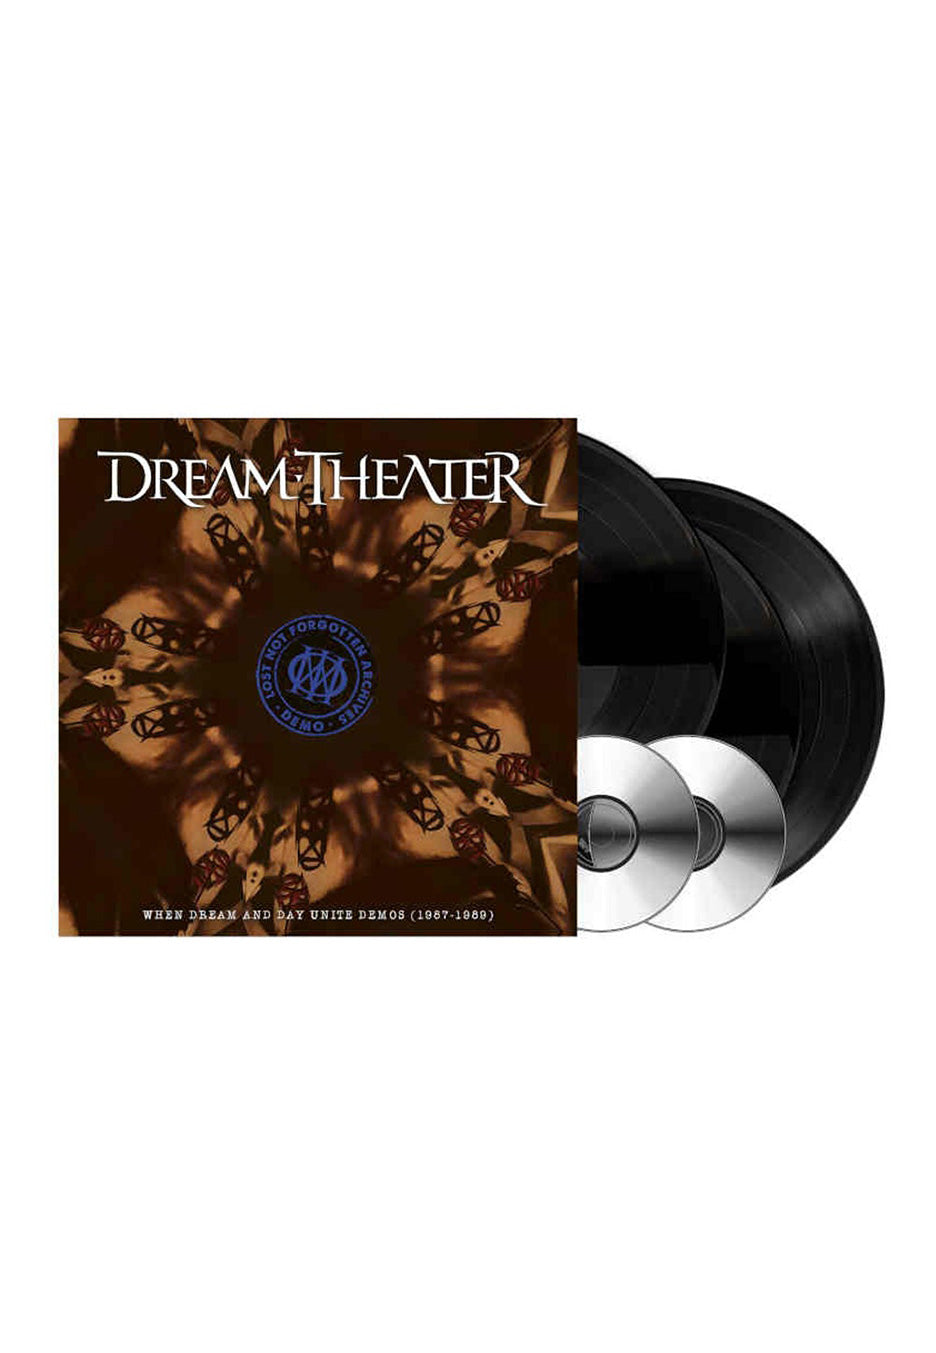 DREAM·THEATER
LOST NOT FORGOTTEN ARCHIVES
· DEMO ·
WHEN DREAM AND DAY UNITE DEMOS (1987-1989)